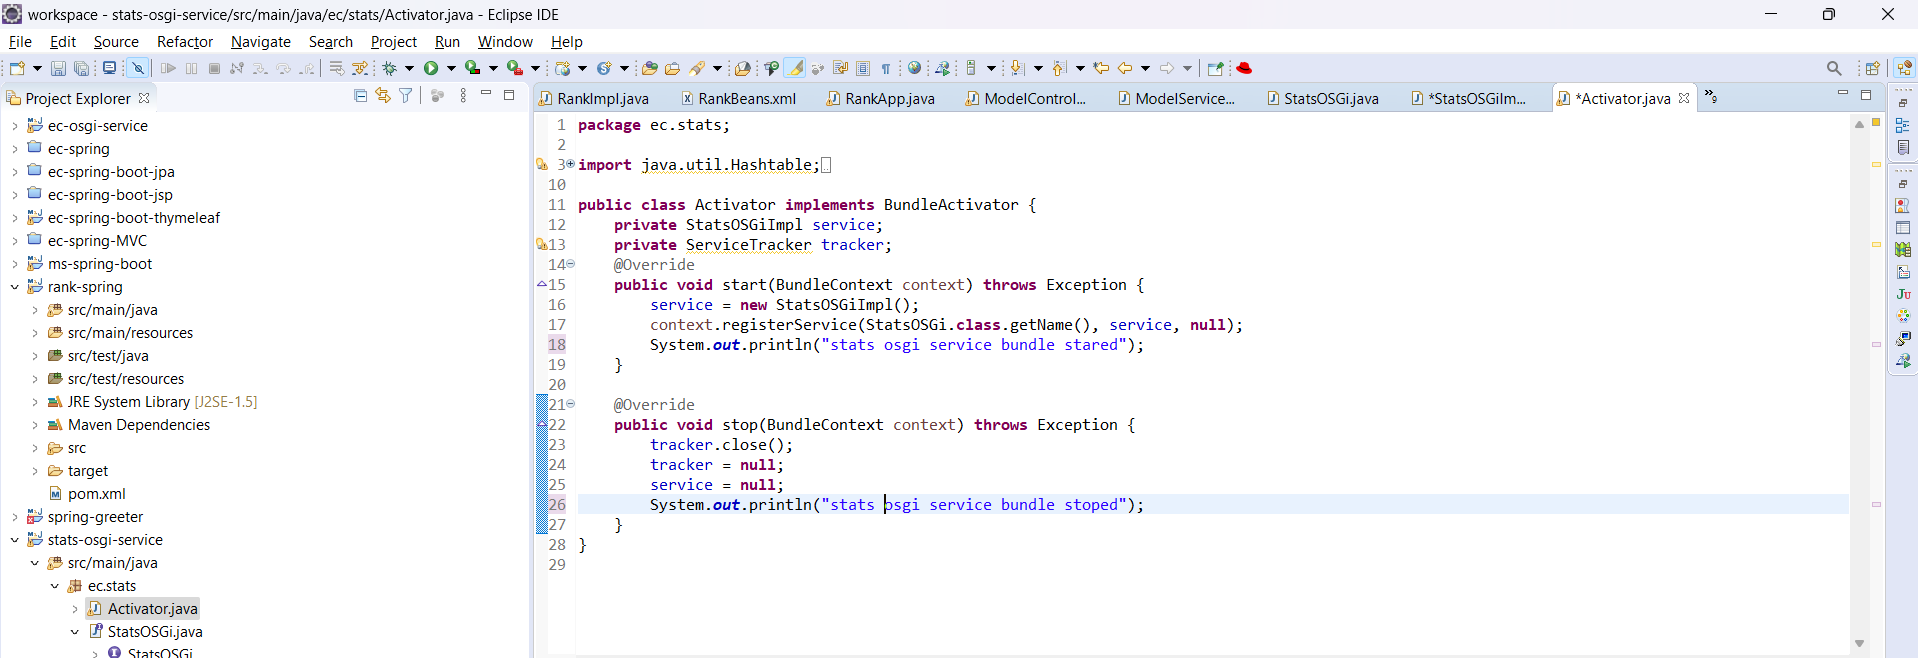 workspace - stats-osgi-service/src/main/java/ec/stats/Activator.java - Eclipse IDE
File Edit Source Refactor Navigate Search Project Run Window Help
Project Explorer
ec-osgi-service
ec-spring
ec-spring-boot-jpa
ec-spring-boot-jsp
ec-spring-boot-thymeleaf
ec-spring-MVC
ms-spring-boot
rank-spring
src/main/java
src/main/resources
src/test/java
src/test/resources
JRE System Library [J2SE-1.5]
Maven Dependencies
src
target
pom.xml
spring-greeter
stats-osgi-service
src/main/java
ec.stats
Activator.java
StatsOSGi.java
StatsOSGi
RankImpl.java RankBeans.xml RankApp.java ModelControl... ModelService... StatsOSGi.java *StatsOSGiIm... *Activator.java »9
1 package ec.stats;
2
3 import java.util.Hashtable;
10
11 public class Activator implements BundleActivator {
12 private StatsOSGiImpl service;
13 private ServiceTracker tracker;
14 @Override
15 public void start(BundleContext context) throws Exception {
16 service = new StatsOSGiImpl();
17 context.registerService(StatsOSGi.class.getName(), service, null);
18 System.out.println("stats osgi service bundle stared");
19 }
20
21 @Override
22 public void stop(BundleContext context) throws Exception {
23 tracker.close();
24 tracker = null;
25 service = null;
26 System.out.println("stats osgi service bundle stoped");
27 }
28 }
29